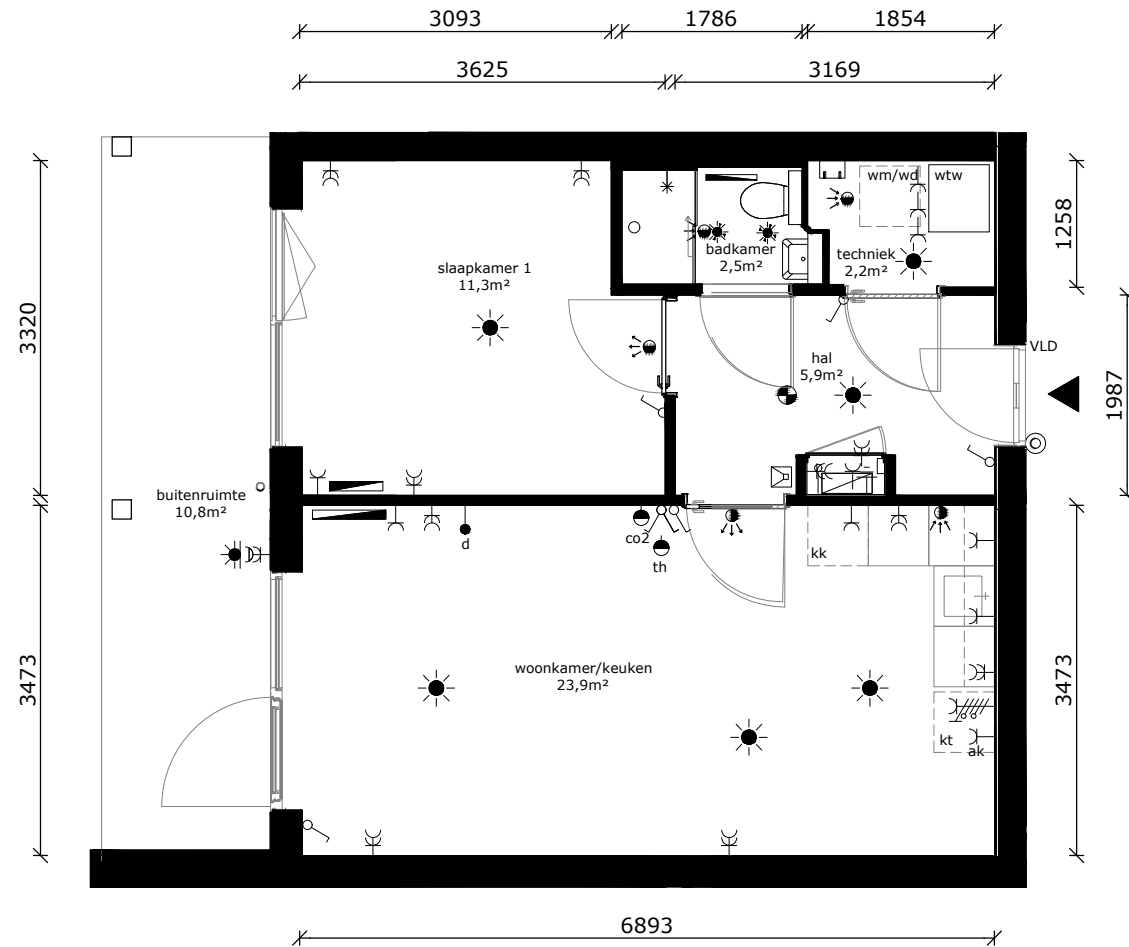 3093
1786
1854
3625
3169
wm/wd
wtw
1258
badkamer
2,5m²
techniek
2,2m²
slaapkamer 1
11,3m²
3320
VLD
hal
5,9m²
1987
buitenruimte
10,8m²
co2
d
th
kk
woonkamer/keuken
23,9m²
3473
3473
kt
ak
6893